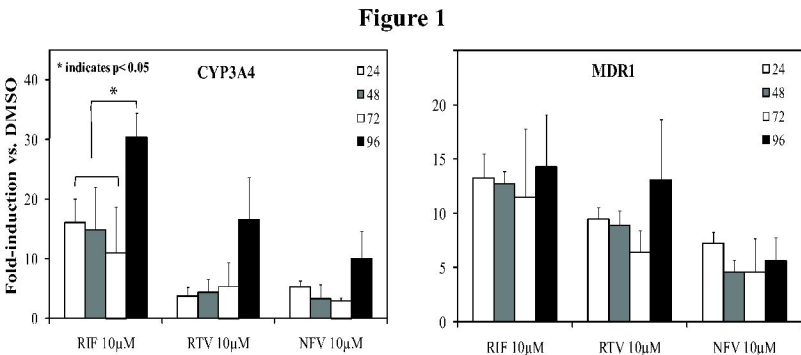 Figure 1
Fold-induction vs. DMSO
* indicates p< 0.05
CYP3A4
24
48
72
96
*
40
30
20
10
0
RIF 10µM
RTV 10µM
NFV 10µM
MDR1
24
48
72
96
20
15
10
5
0
RIF 10µM
RTV 10µM
NFV 10µM